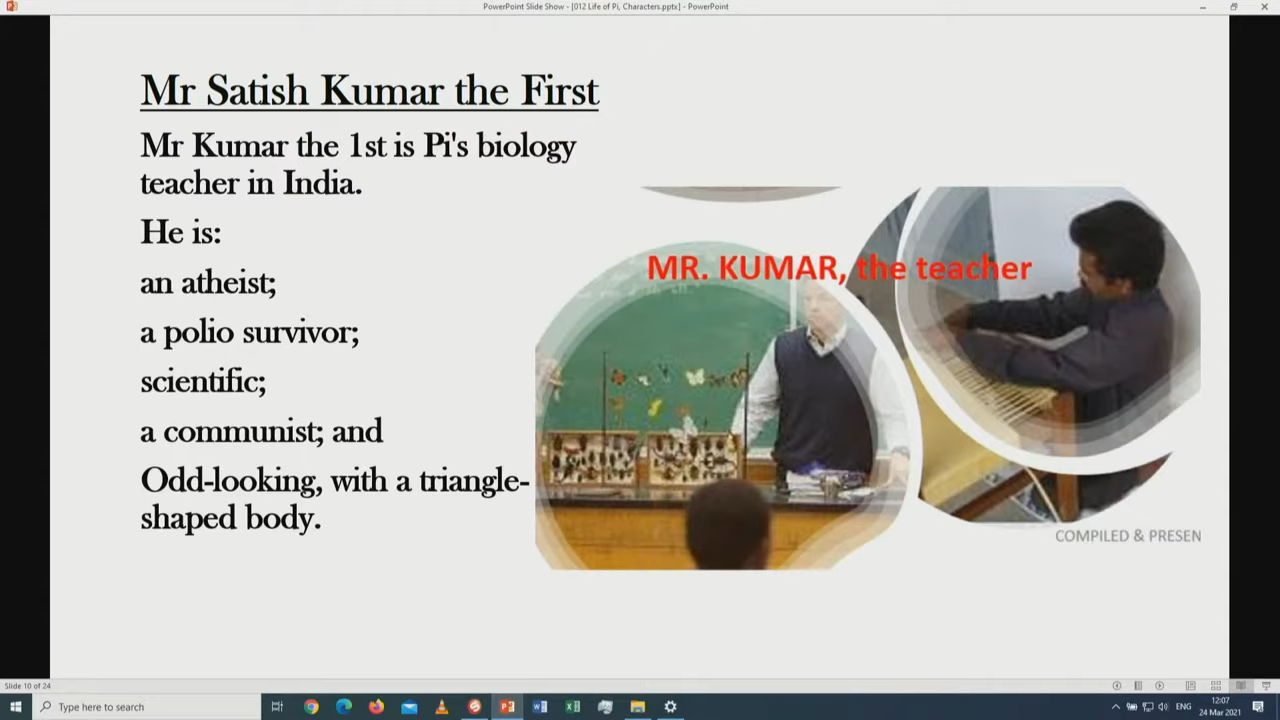 PowerPoint Slide Show - [012 Life of Pi, Characters.pptx] - PowerPoint
Mr Satish Kumar the First
Mr Kumar the 1st is Pi's biology
teacher in India.
He is:
an atheist;
a polio survivor;
scientific;
a communist; and
Odd-looking, with a triangle-
shaped body.
MR. KUMAR, the teacher
COMPILED & PRESEN
Slide 10 of 24
Type here to search
ENG
12:07
24 Mar 2021